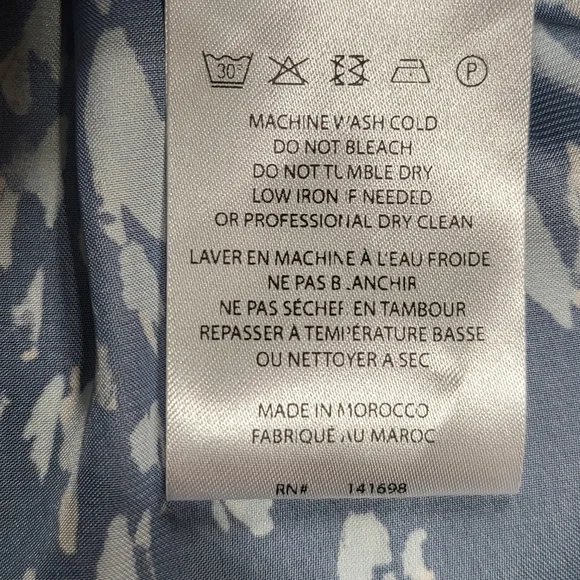 30°
P
MACHINE WASH COLD
DO NOT BLEACH
DO NOT TUMBLE DRY
LOW IRON IF NEEDED
OR PROFESSIONAL DRY CLEAN
LAVER EN MACHINE À L'EAU FROIDE
NE PAS BLANCHIR
NE PAS SÉCHER EN TAMBOUR
REPASSER À TEMPÉRATURE BASSE
OU NETTOYER A SEC
MADE IN MOROCCO
FABRIQUÉ AU MAROC
RN# 141698